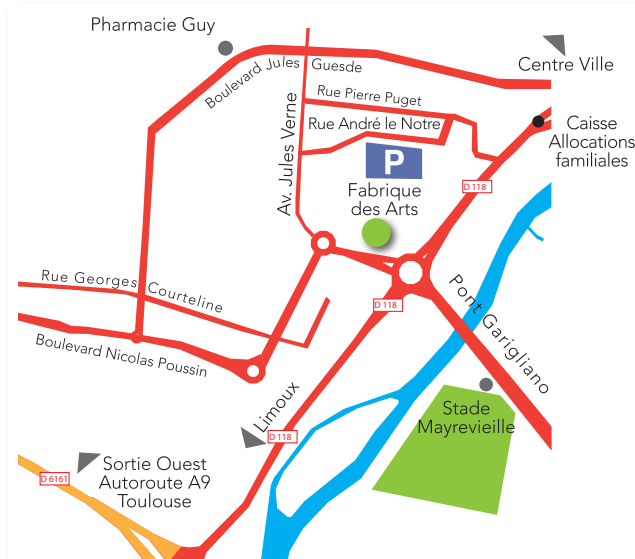 Pharmacie Guy
Centre Ville
Boulevard Jules Guesde
Rue Pierre Puget
Rue André le Notre
Av. Jules Verne
Caisse
Allocations
familiales
P
Fabrique
des Arts
D 118
Rue Georges Courteline
D 118
Pont Garigliano
Boulevard Nicolas Poussin
Limoux
Stade
Mayrevieille
D 118
Sortie Ouest
Autoroute A9
Toulouse
D 6161